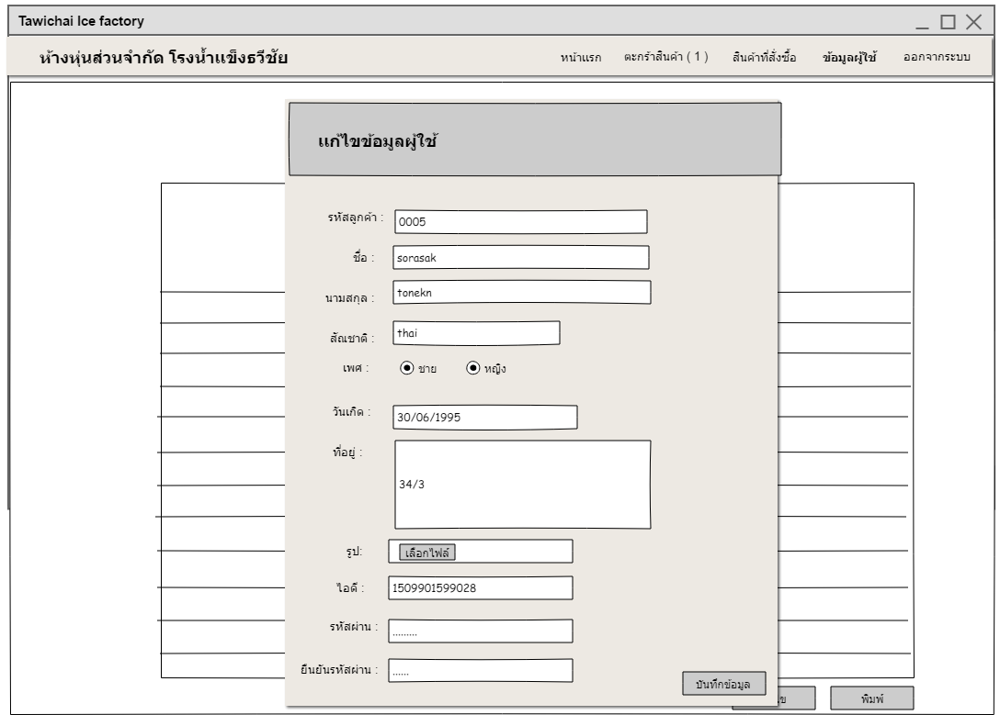 Tawichai Ice factory
ห้างหุ่นส่วนจำกัด โรงน้ำแข็งธวีชัย
หน้าแรก ตะกร้าสินค้า ( 1 ) สินค้าที่สั่งซื้อ ข้อมูลผู้ใช้ ออกจากระบบ
แก้ไขข้อมูลผู้ใช้
รหัสลูกค้า : 0005
ชื่อ : sorasak
นามสกุล : tonekn
สัณชาติ : thai
เพศ : ชาย หญิง
วันเกิด : 30/06/1995
ที่อยู่ :
34/3
รูป: เลือกไฟล์
ไอดี : 1509901599028
รหัสผ่าน : .........
ยืนยันรหัสผ่าน : ......
บันทึกข้อมูล
พิมพ์